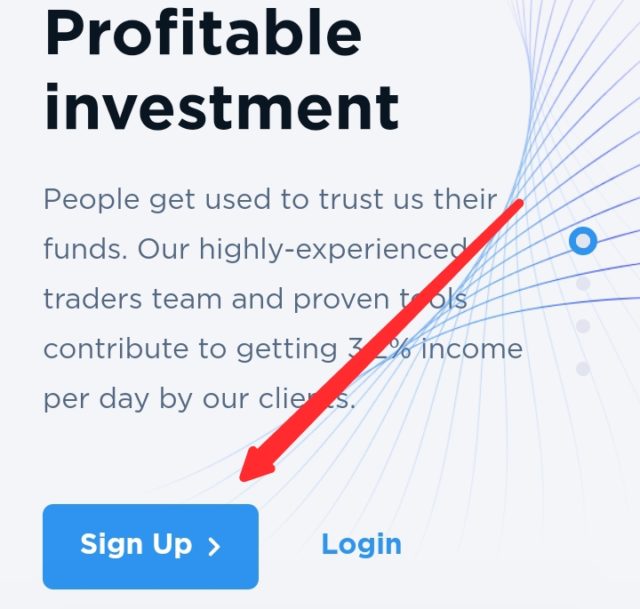 Profitable
investment
People get used to trust us their
funds. Our highly-experienced
traders team and proven tools
contribute to getting 3.2% income
per day by our clients.
Sign Up
Login